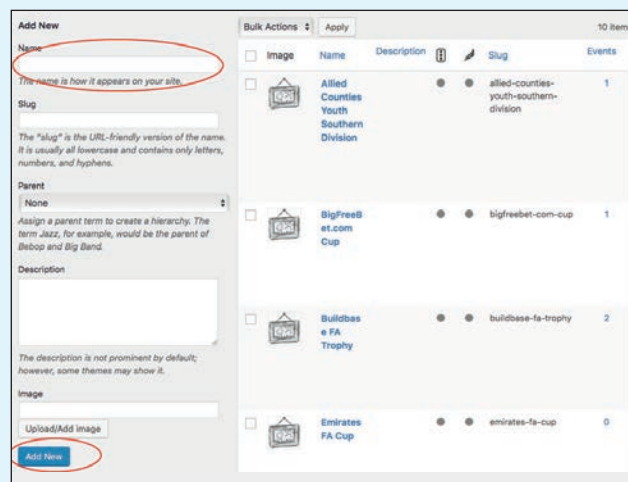 Add New
Name
The name is how it appears on your site.
Slug
The "slug" is the URL-friendly version of the name.
It is usually all lowercase and contains only letters,
numbers, and hyphens.
Parent
None
Assign a parent term to create a hierarchy. The
term Jazz, for example, would be the parent of
Bebop and Big Band.
Description
The description is not prominent by default;
however, some themes may show it.
Image
Upload/Add image
Add New
Bulk Actions
Apply
10 item
Image
Name
Description
Slug
Events
Allied
Counties
Youth
Southern
Division
allied-counties-
youth-southern-
division
1
BigFreeB
et.com
Cup
bigfreebet-com-cup
1
Buildbas
e FA
Trophy
buildbase-fa-trophy
2
Emirates
FA Cup
emirates-fa-cup
0